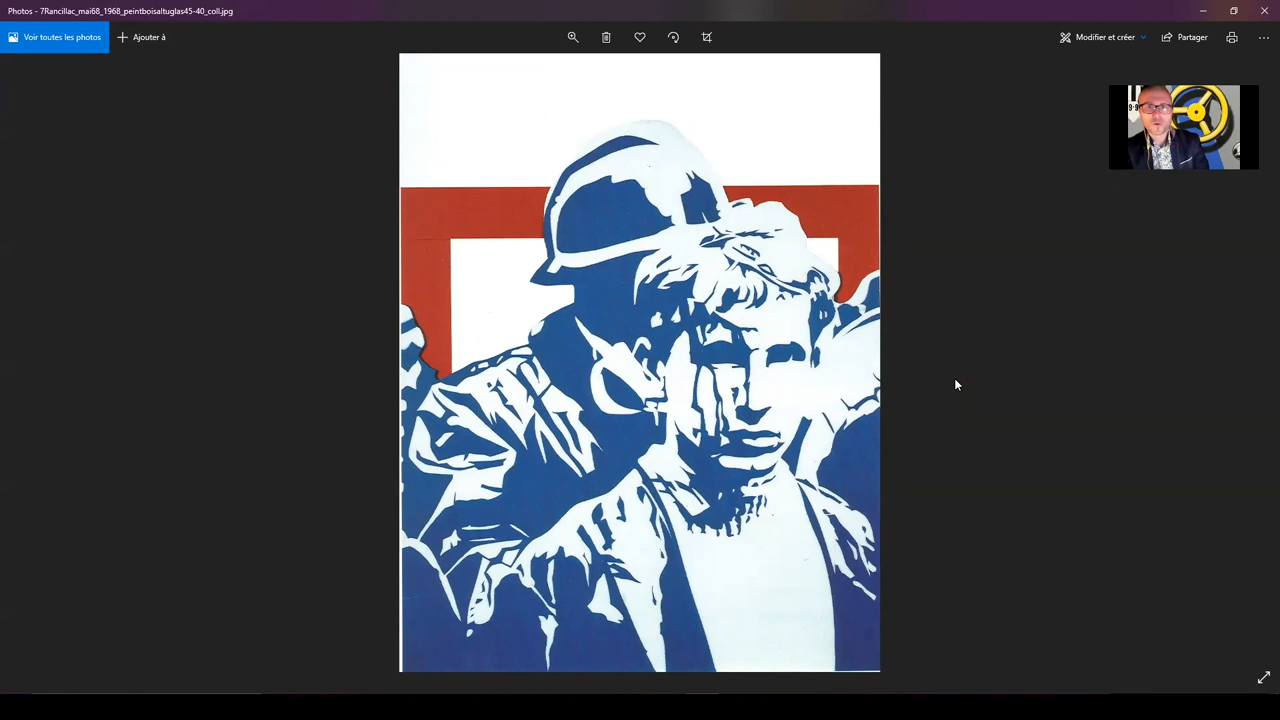 Photos - 7Rancillac_mai68_1968_peintboisaltuglas45-40_coll.jpg
Voir toutes les photos
Ajouter à
Modifier et créer
Partager